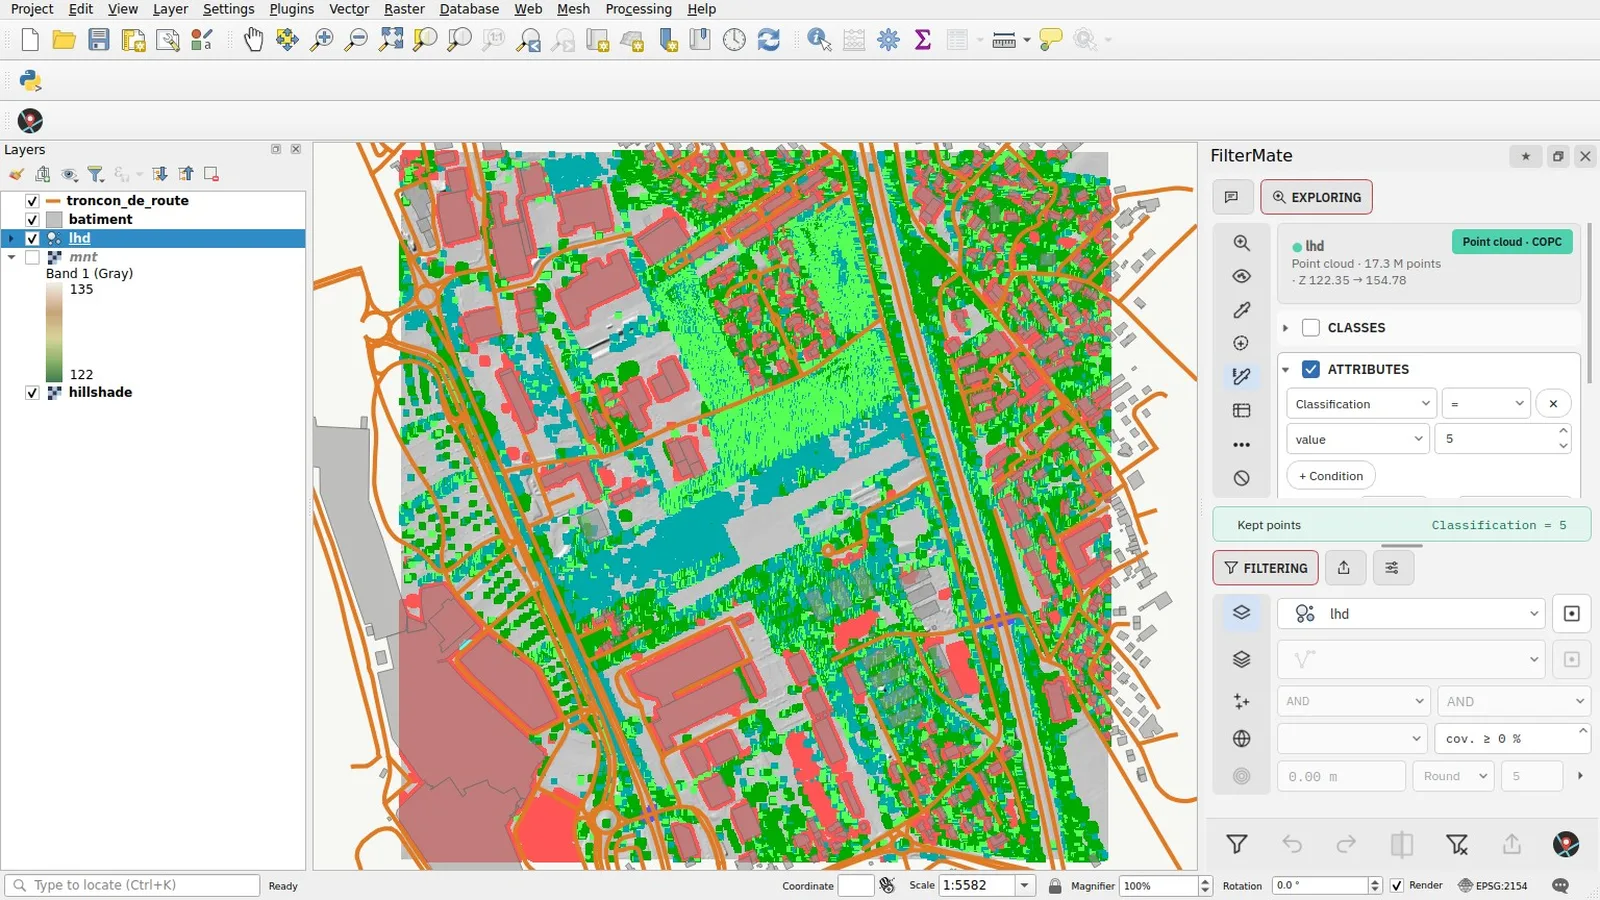 Project Edit View Layer Settings Plugins Vector Raster Database Web Mesh Processing Help
Layers
troncon_de_route
batiment
lhd
mnt
Band 1 (Gray)
135
122
hillshade
FilterMate
EXPLORING
lhd
Point cloud · COPC
Point cloud · 17.3 M points
· Z 122.35 → 154.78
CLASSES
ATTRIBUTES
Classification =
value 5
+ Condition
Kept points Classification = 5
FILTERING
lhd
AND AND
cov. ≥ 0 %
0.00 m Round 5
Type to locate (Ctrl+K) Ready Coordinate Scale 1:5582 Magnifier 100% Rotation 0.0 ° Render EPSG:2154